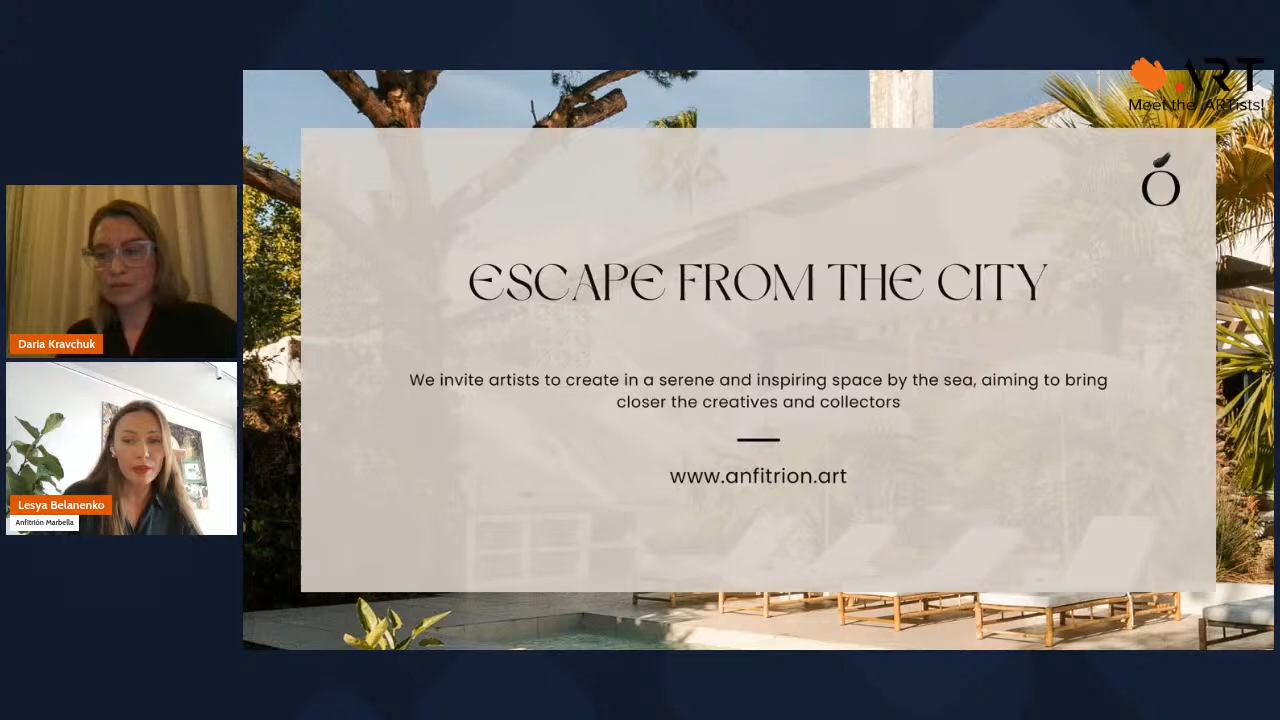 .ART
Meet the .ARTists!
Ó
ESCAPE FROM THE CITY
We invite artists to create in a serene and inspiring space by the sea, aiming to bring
closer the creatives and collectors
www.anfitrion.art
Daria Kravchuk
Lesya Belanenko
Anfitrión Marbella